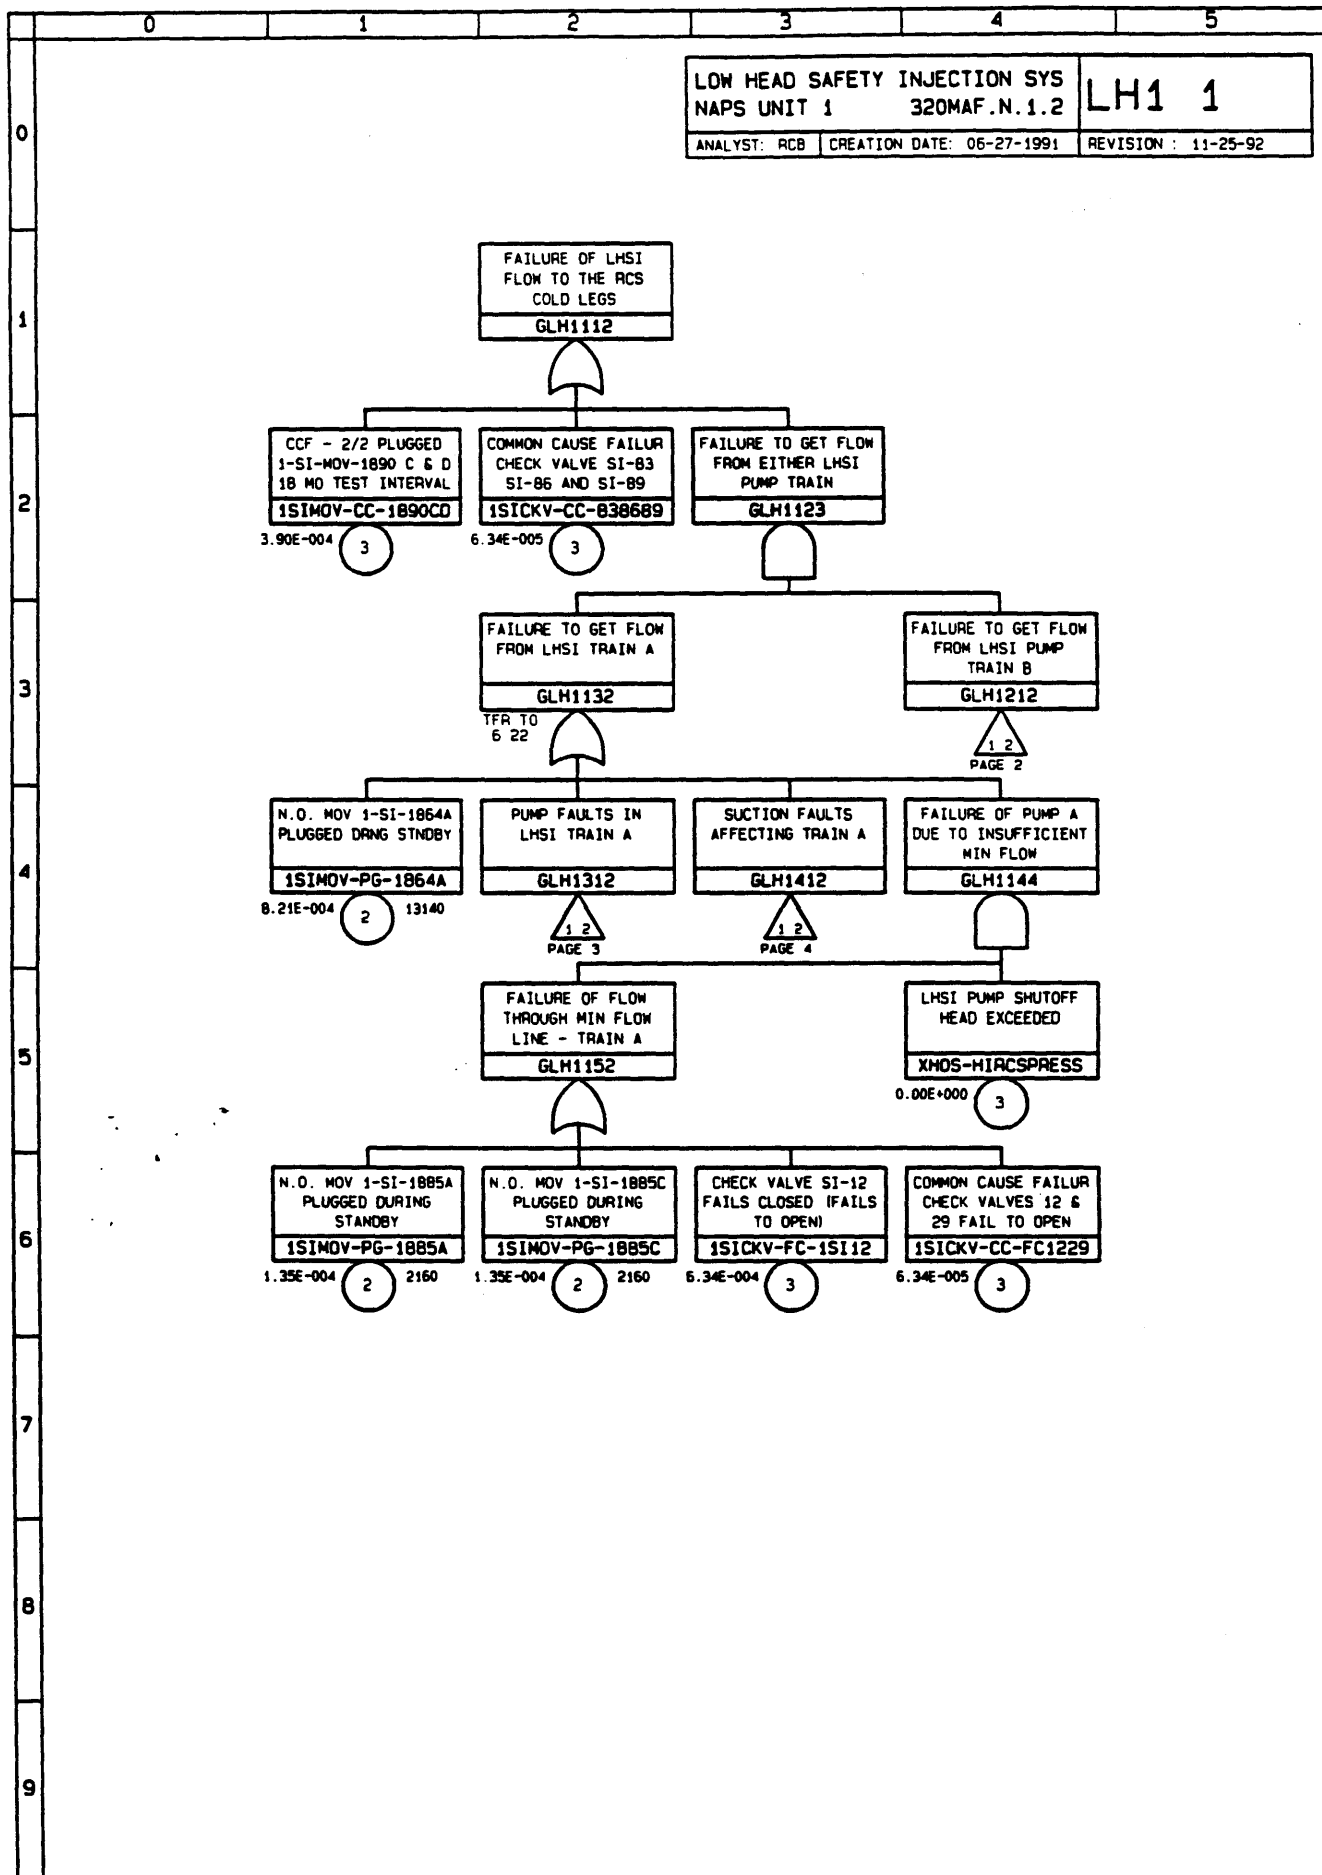 0 1 2 3 4 5
LOW HEAD SAFETY INJECTION SYS
NAPS UNIT 1 320MAF.N.1.2
LH1 1
ANALYST: RCB CREATION DATE: 06-27-1991 REVISION : 11-25-92
0
1
2
3
4
5
6
7
8
9
FAILURE OF LHSI
FLOW TO THE RCS
COLD LEGS
GLH1112
CCF - 2/2 PLUGGED
1-SI-MOV-1890 C & D
18 MO TEST INTERVAL
1SIMOV-CC-1890CD
3.90E-004 3
COMMON CAUSE FAILUR
CHECK VALVE SI-83
SI-86 AND SI-89
1SICKV-CC-838689
6.34E-005 3
FAILURE TO GET FLOW
FROM EITHER LHSI
PUMP TRAIN
GLH1123
FAILURE TO GET FLOW
FROM LHSI TRAIN A
GLH1132
TFR TO
6 22
FAILURE TO GET FLOW
FROM LHSI PUMP
TRAIN B
GLH1212
1 2
PAGE 2
N.O. MOV 1-SI-1864A
PLUGGED DRNG STNDBY
1SIMOV-PG-1864A
8.21E-004 2 13140
PUMP FAULTS IN
LHSI TRAIN A
GLH1312
1 2
PAGE 3
SUCTION FAULTS
AFFECTING TRAIN A
GLH1412
1 2
PAGE 4
FAILURE OF PUMP A
DUE TO INSUFFICIENT
MIN FLOW
GLH1144
FAILURE OF FLOW
THROUGH MIN FLOW
LINE - TRAIN A
GLH1152
LHSI PUMP SHUTOFF
HEAD EXCEEDED
XHOS-HIRCSPRESS
0.00E+000 3
N.O. MOV 1-SI-1885A
PLUGGED DURING
STANDBY
1SIMOV-PG-1885A
1.35E-004 2 2160
N.O. MOV 1-SI-1885C
PLUGGED DURING
STANDBY
1SIMOV-PG-1885C
1.35E-004 2 2160
CHECK VALVE SI-12
FAILS CLOSED (FAILS
TO OPEN)
1SICKV-FC-1SI12
6.34E-004 3
COMMON CAUSE FAILUR
CHECK VALVES 12 &
29 FAIL TO OPEN
1SICKV-CC-FC1229
6.34E-005 3